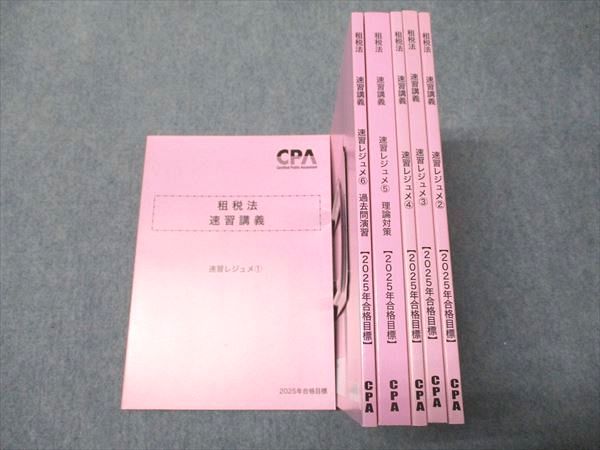 CPA
Certified Public Accountant
租税法
速習講義
速習レジュメ①
2025年合格目標
租税法 速習講義 速習レジュメ⑥ 過去問演習 【2025年合格目標】 CPA
租税法 速習講義 速習レジュメ⑤ 理論対策 【2025年合格目標】 CPA
租税法 速習講義 速習レジュメ④ 【2025年合格目標】 CPA
租税法 速習講義 速習レジュメ③ 【2025年合格目標】 CPA
租税法 速習講義 速習レジュメ② 【2025年合格目標】 CPA